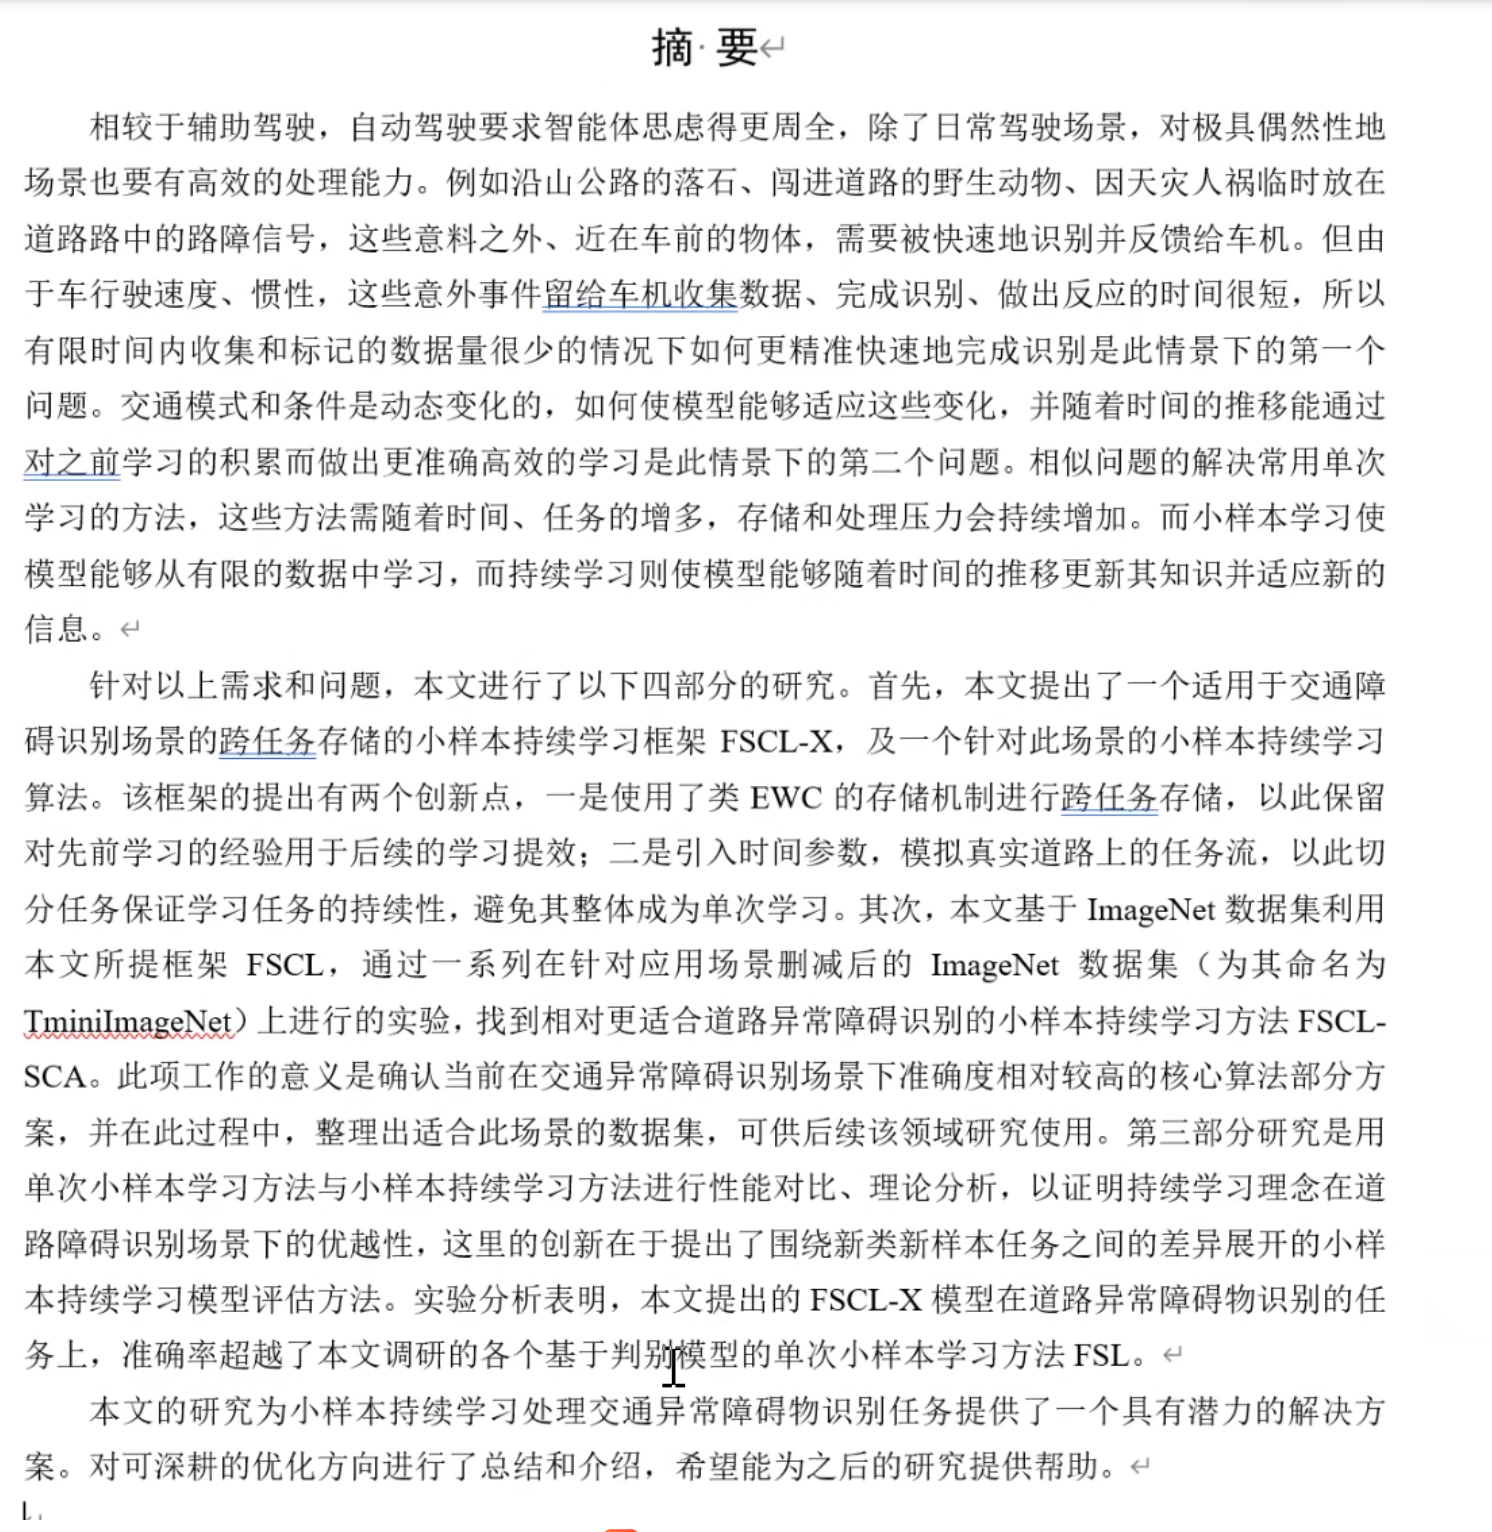 摘 要
相较于辅助驾驶，自动驾驶要求智能体思虑得更周全，除了日常驾驶场景，对极具偶然性地
场景也要有高效的处理能力。例如沿山公路的落石、闯进道路的野生动物、因天灾人祸临时放在
道路路中的路障信号，这些意料之外、近在车前的物体，需要被快速地识别并反馈给车机。但由
于车行驶速度、惯性，这些意外事件留给车机收集数据、完成识别、做出反应的时间很短，所以
有限时间内收集和标记的数据量很少的情况下如何更精准快速地完成识别是此情景下的第一个
问题。交通模式和条件是动态变化的，如何使模型能够适应这些变化，并随着时间的推移能通过
对之前学习的积累而做出更准确高效的学习是此情景下的第二个问题。相似问题的解决常用单次
学习的方法，这些方法需随着时间、任务的增多，存储和处理压力会持续增加。而小样本学习使
模型能够从有限的数据中学习，而持续学习则使模型能够随着时间的推移更新其知识并适应新的
信息。
针对以上需求和问题，本文进行了以下四部分的研究。首先，本文提出了一个适用于交通障
碍识别场景的跨任务存储的小样本持续学习框架 FSCL-X，及一个针对此场景的小样本持续学习
算法。该框架的提出有两个创新点，一是使用了类 EWC 的存储机制进行跨任务存储，以此保留
对先前学习的经验用于后续的学习提效；二是引入时间参数，模拟真实道路上的任务流，以此切
分任务保证学习任务的持续性，避免其整体成为单次学习。其次，本文基于 ImageNet 数据集利用
本文所提框架 FSCL，通过一系列在针对应用场景删减后的 ImageNet 数据集（为其命名为
TminiImageNet）上进行的实验，找到相对更适合道路异常障碍识别的小样本持续学习方法 FSCL-
SCA。此项工作的意义是确认当前在交通异常障碍识别场景下准确度相对较高的核心算法部分方
案，并在此过程中，整理出适合此场景的数据集，可供后续该领域研究使用。第三部分研究是用
单次小样本学习方法与小样本持续学习方法进行性能对比、理论分析，以证明持续学习理念在道
路障碍识别场景下的优越性，这里的创新在于提出了围绕新类新样本任务之间的差异展开的小样
本持续学习模型评估方法。实验分析表明，本文提出的 FSCL-X 模型在道路异常障碍物识别的任
务上，准确率超越了本文调研的各个基于判别模型的单次小样本学习方法 FSL。
本文的研究为小样本持续学习处理交通异常障碍物识别任务提供了一个具有潜力的解决方
案。对可深耕的优化方向进行了总结和介绍，希望能为之后的研究提供帮助。